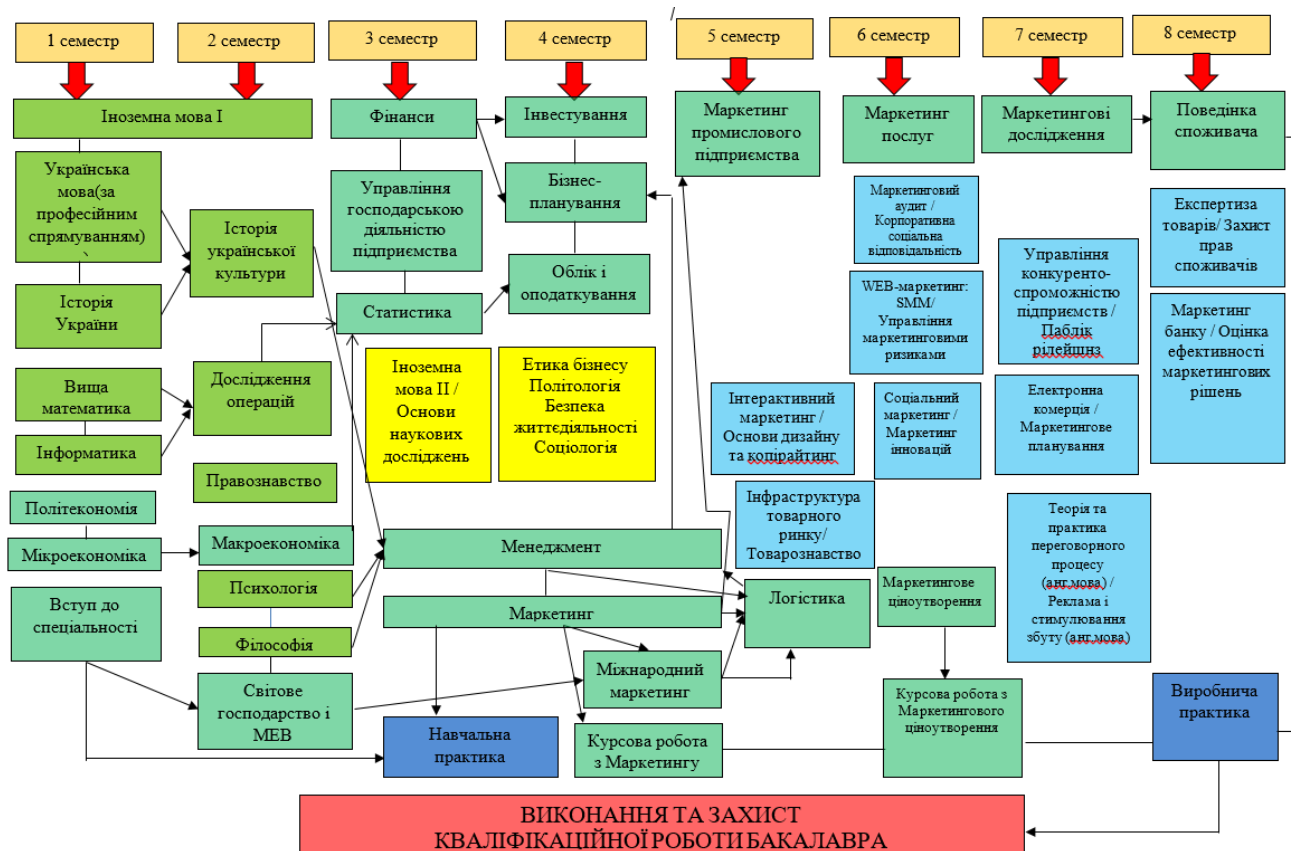 /
1 семестр
2 семестр
3 семестр
4 семестр
5 семестр
6 семестр
7 семестр
8 семестр
Іноземна мова І
Українська
мова(за
професійним
спрямуванням)
`
Історія
України
Вища
математика
Інформатика
Політекономія
Мікроекономіка
Вступ до
спеціальності
Історія
української
культури
Дослідження
операцій
Правознавство
Макроекономіка
Психологія
Філософія
Світове
господарство і
МЕВ
Фінанси
Управління
господарською
діяльністю
підприємства
Статистика
Іноземна
мова ІІ /
Основи
наукових
досліджень
Інвестування
Бізнес-
планування
Облік і
оподаткування
Етика бізнесу
Політологія
Безпека
життєдіяльності
Соціологія
Менеджмент
Маркетинг
Міжнародний
маркетинг
Навчальна
практика
Курсова робота
з Маркетингу
Маркетинг
промислового
підприємства
Інтерактивний
маркетинг /
Основи дизайну
та копірайтинг
Інфраструктура
товарного
ринку/
Товарознавство
Логістика
Маркетинг
послуг
Маркетинговий
аудит /
Корпоративна
соціальна
відповідальність
WEB-маркетинг:
SMM/
Управління
маркетинговими
ризиками
Соціальний
маркетинг /
Маркетинг
інновацій
Маркетингове
ціноутворення
Курсова робота з
Маркетингового
ціноутворення
Маркетингові
дослідження
Управління
конкуренто-
спроможністю
підприємств /
Паблік
рілейшнз
Електронна
комерція /
Маркетингове
планування
Теорія та
практика
переговорного
процесу
(анг.мова) /
Реклама і
стимулювання
збуту (анг.мова)
Поведінка
споживача
Експертиза
товарів/ Захист
прав
споживачів
Маркетинг
банку / Оцінка
ефективності
маркетингових
рішень
Виробнича
практика
ВИКОНАННЯ ТА ЗАХИСТ
КВАЛІФІКАЦІЙНОЇ РОБОТИ БАКАЛАВРА